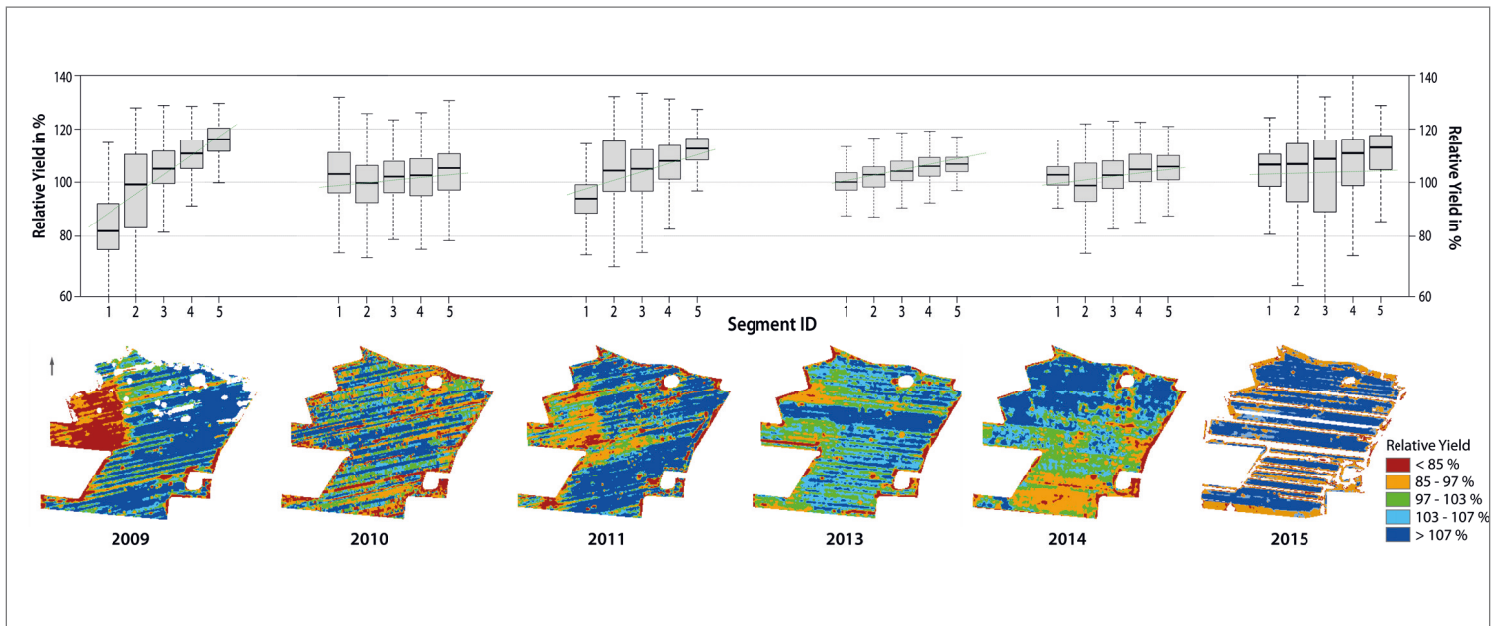 140
120
100
80
60
Relative Yield in %
1 2 3 4 5
1 2 3 4 5
1 2 3 4 5
1 2 3 4 5
1 2 3 4 5
1 2 3 4 5
Segment ID
140
120
100
80
60
Relative Yield in %
2009
2010
2011
2013
2014
2015
Relative Yield
< 85 %
85 - 97 %
97 - 103 %
103 - 107 %
> 107 %